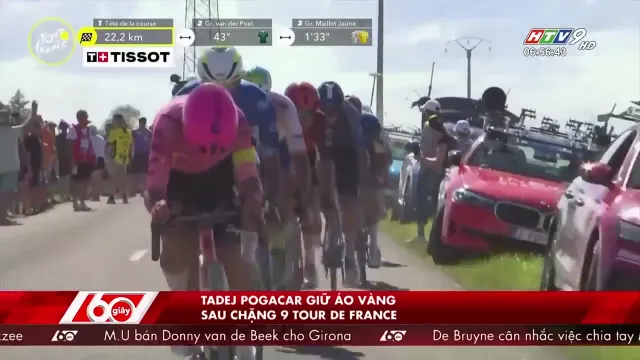 1 Tête de la course
2 Gr. van der Poel
3 Gr. Maillot Jaune
22,2 km
43"
1'33"
TISSOT
HTV9 HD
06:56:43
60 giây
TADEJ POGACAR GIỮ ÁO VÀNG
SAU CHẶNG 9 TOUR DE FRANCE
kzee M.U bán Donny van de Beek cho Girona De Bruyne cân nhắc việc chia tay